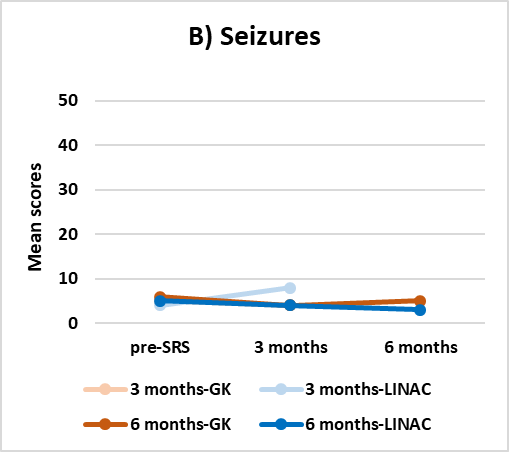 B) Seizures
50
40
30
20
10
0
Mean scores
pre-SRS 3 months 6 months
3 months-GK 3 months-LINAC
6 months-GK 6 months-LINAC